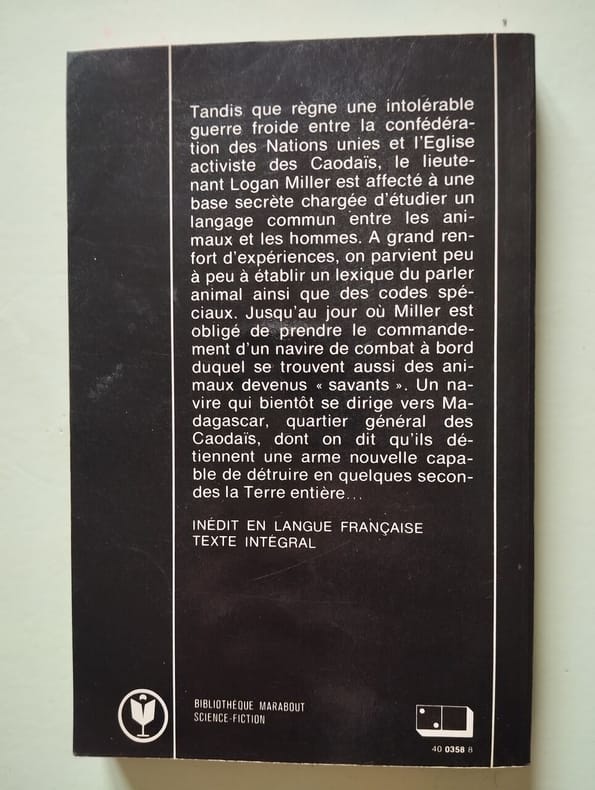 Tandis que règne une intolérable
guerre froide entre la confédéra-
tion des Nations unies et l'Eglise
activiste des Caodaïs, le lieute-
nant Logan Miller est affecté à une
base secrète chargée d'étudier un
langage commun entre les ani-
maux et les hommes. A grand ren-
fort d'expériences, on parvient peu
à peu à établir un lexique du parler
animal ainsi que des codes spé-
ciaux. Jusqu'au jour où Miller est
obligé de prendre le commande-
ment d'un navire de combat à bord
duquel se trouvent aussi des ani-
maux devenus « savants ». Un na-
vire qui bientôt se dirige vers Ma-
dagascar, quartier général des
Caodaïs, dont on dit qu'ils dé-
tiennent une arme nouvelle capa-
ble de détruire en quelques secon-
des la Terre entière...
INÉDIT EN LANGUE FRANÇAISE
TEXTE INTÉGRAL
BIBLIOTHÈQUE MARABOUT
SCIENCE-FICTION
40 0358 8